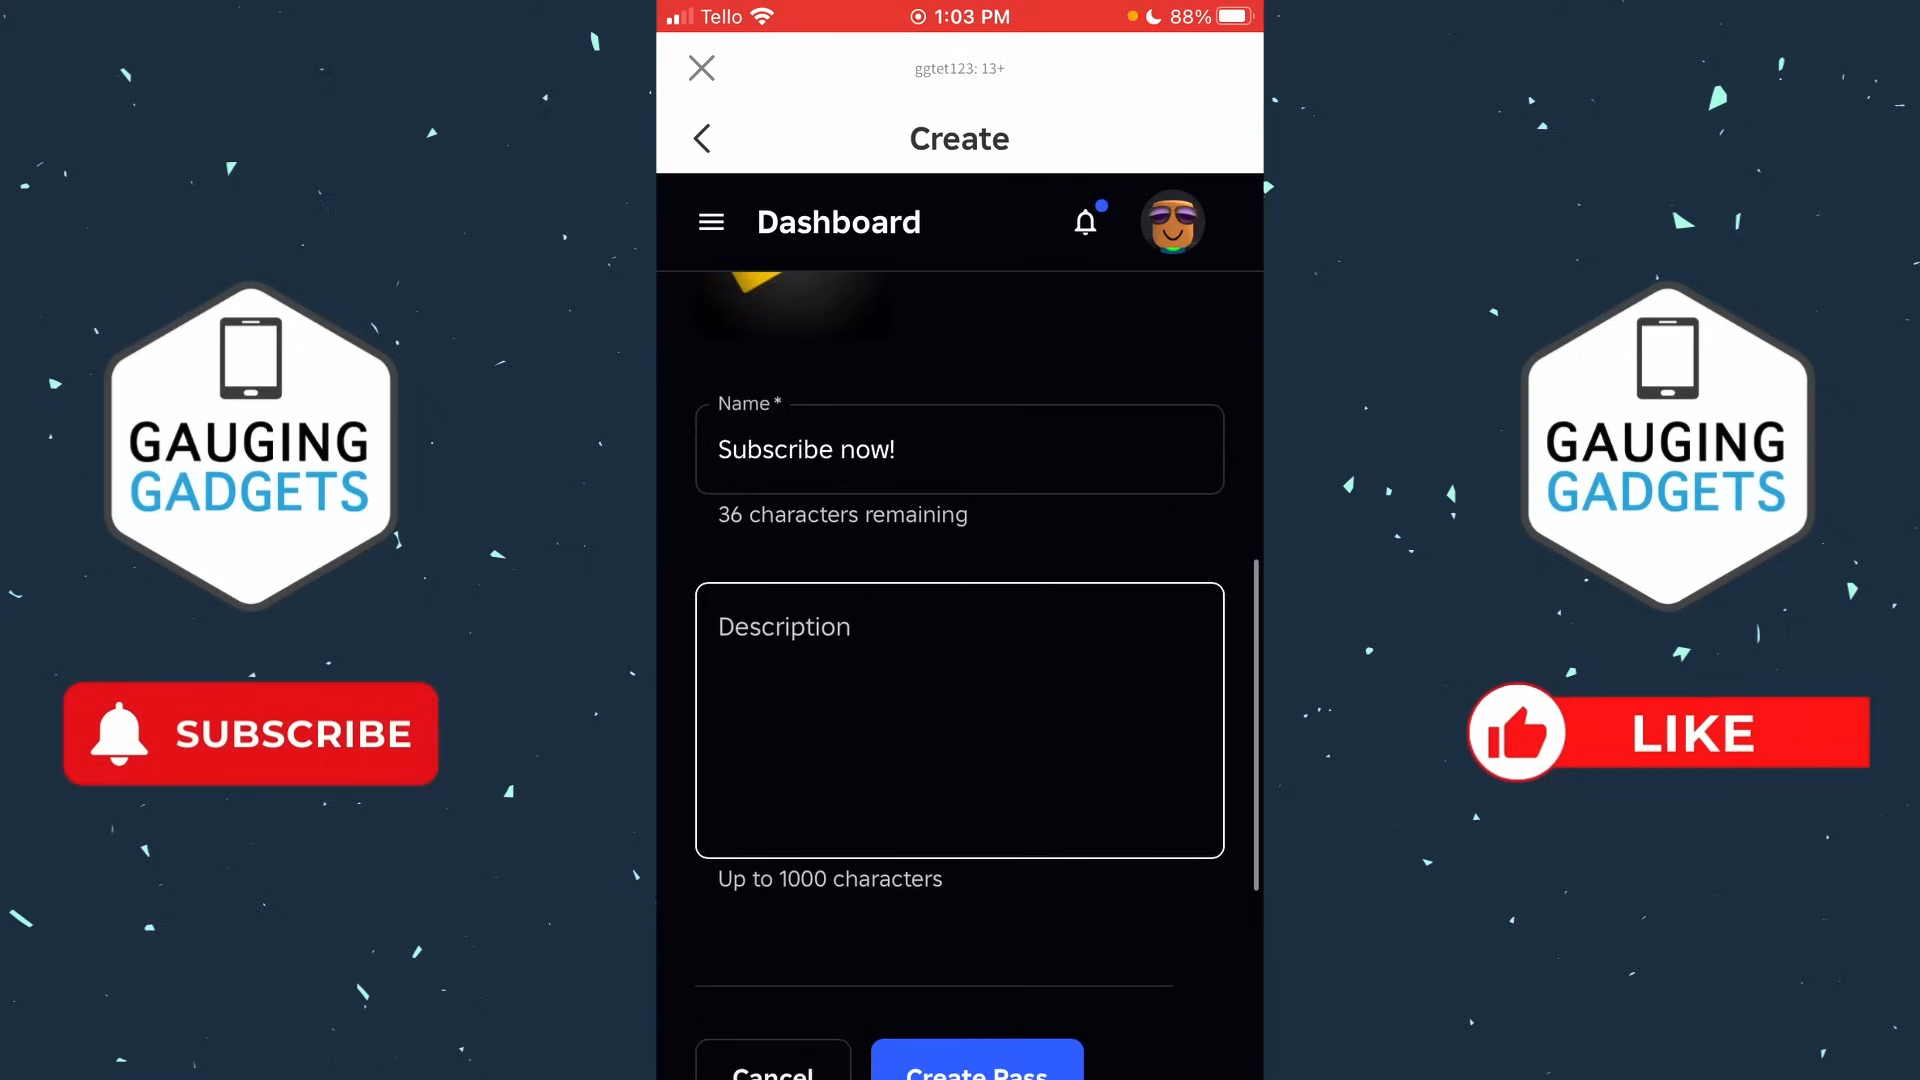 Tello 1:03 PM 88%
ggtet123: 13+
Create
Dashboard
Name *
Subscribe now!
36 characters remaining
Description
Up to 1000 characters
Cancel Create Pass
GAUGING
GADGETS
SUBSCRIBE
GAUGING
GADGETS
LIKE